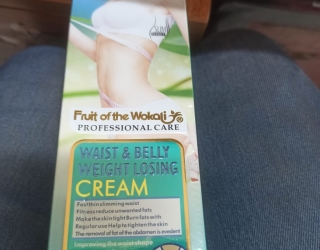 Fruit of the Wokali
PROFESSIONAL CARE
WAIST & BELLY
WEIGHT LOSING
CREAM
Fast thin slimming waist
Fitness reduce unwanted fats
Make the skin tight Burn fats with
Regular use Help to tighten the skin
The removal of fat of the abdomen is evident
Improving the waist shape